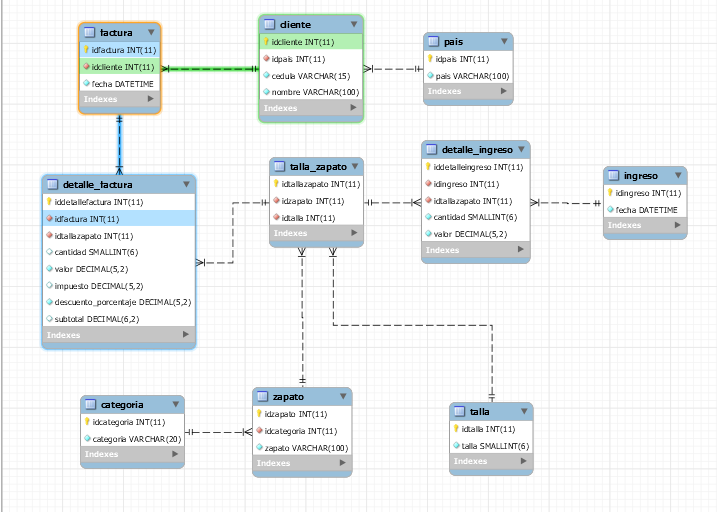 factura
idfactura INT(11)
idcliente INT(11)
fecha DATETIME
Indexes
cliente
idcliente INT(11)
idpais INT(11)
cedula VARCHAR(15)
nombre VARCHAR(100)
Indexes
pais
idpais INT(11)
pais VARCHAR(100)
Indexes
detalle_factura
iddetallefactura INT(11)
idfactura INT(11)
idtallazapato INT(11)
cantidad SMALLINT(6)
valor DECIMAL(5,2)
impuesto DECIMAL(5,2)
descuento_porcentaje DECIMAL(5,2)
subtotal DECIMAL(6,2)
Indexes
talla_zapato
idtallazapato INT(11)
idzapato INT(11)
idtalla INT(11)
Indexes
detalle_ingreso
iddetalleingreso INT(11)
idingreso INT(11)
idtallazapato INT(11)
cantidad SMALLINT(6)
valor DECIMAL(5,2)
Indexes
ingreso
idingreso INT(11)
fecha DATETIME
Indexes
categoria
idcategoria INT(11)
categoria VARCHAR(20)
Indexes
zapato
idzapato INT(11)
idcategoria INT(11)
zapato VARCHAR(100)
Indexes
talla
idtalla INT(11)
talla SMALLINT(6)
Indexes